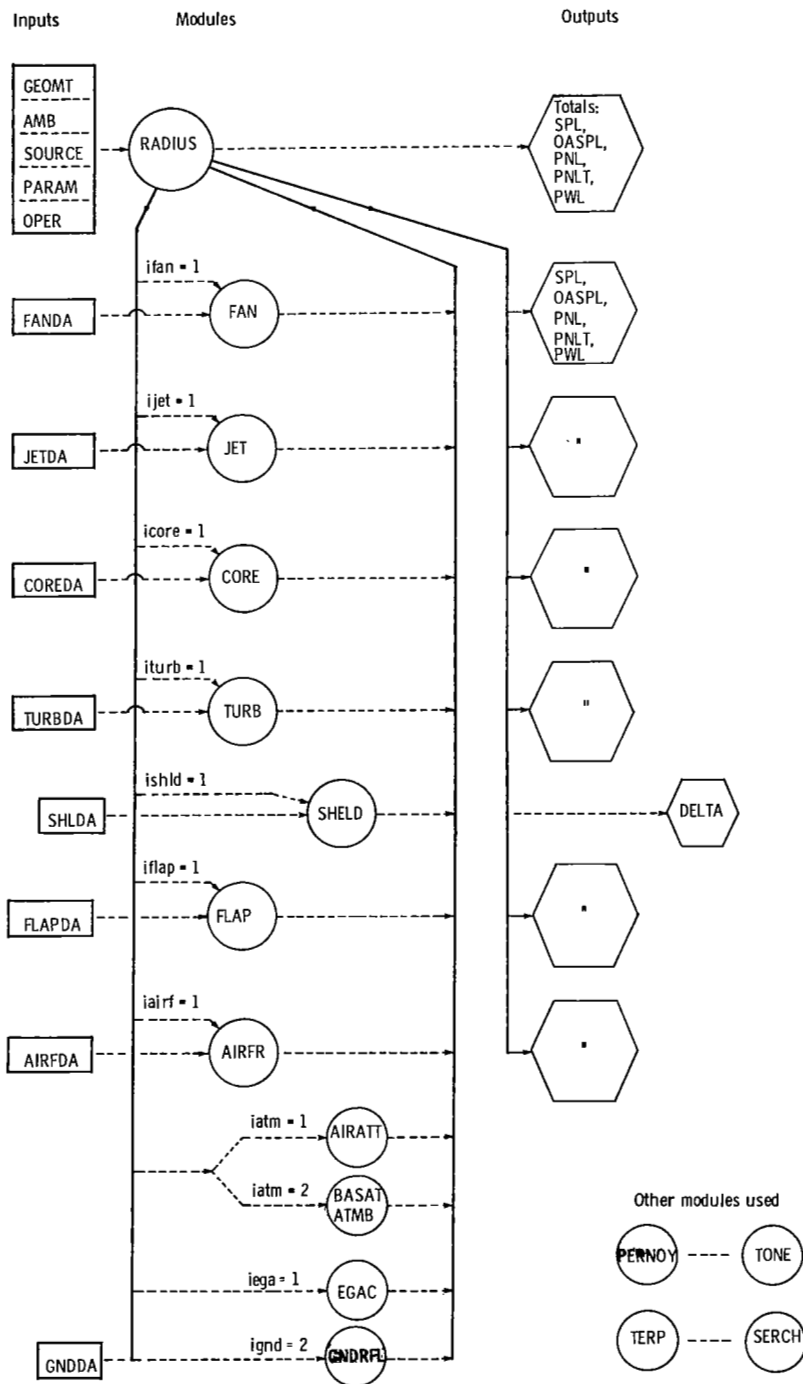 Inputs Modules Outputs
GEOMT
AMB
SOURCE
PARAM
OPER
RADIUS
Totals:
SPL,
OASPL,
PNL,
PNLT,
PWL
ifan = 1
FANDA
FAN
SPL,
OASPL,
PNL,
PNLT,
PWL
ijet = 1
JETDA
JET
"
icore = 1
COREDA
CORE
"
iturb = 1
TURBDA
TURB
"
ishld = 1
SHLDA
SHELD
DELTA
iflap = 1
FLAPDA
FLAP
"
iairf = 1
AIRFDA
AIRFR
"
iatm = 1
AIRATT
iatm = 2
BASAT
ATMB
iega = 1
EGAC
GNDDA
ignd = 2
GNDRFL
Other modules used
PERNOY
TONE
TERP
SERCH